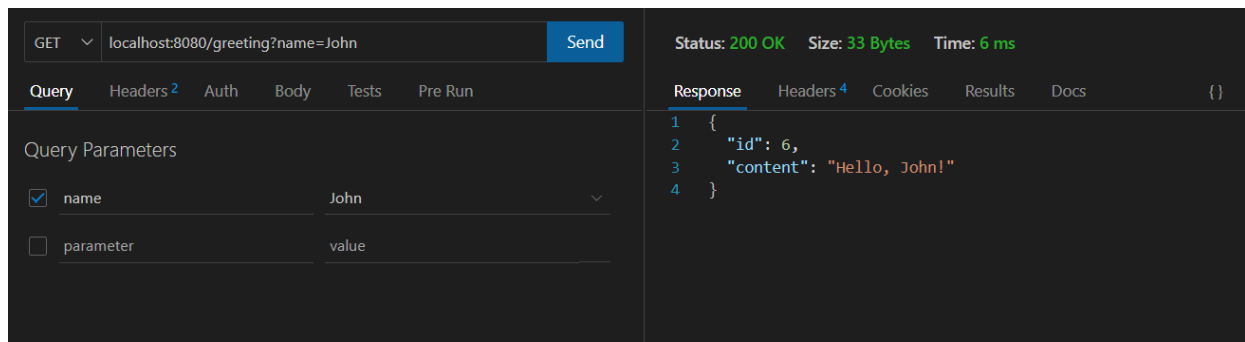 GET localhost:8080/greeting?name=John Send
Query Headers 2 Auth Body Tests Pre Run
Query Parameters
name John
parameter value
Status: 200 OK Size: 33 Bytes Time: 6 ms
Response Headers 4 Cookies Results Docs {}
1 {
2 "id": 6,
3 "content": "Hello, John!"
4 }